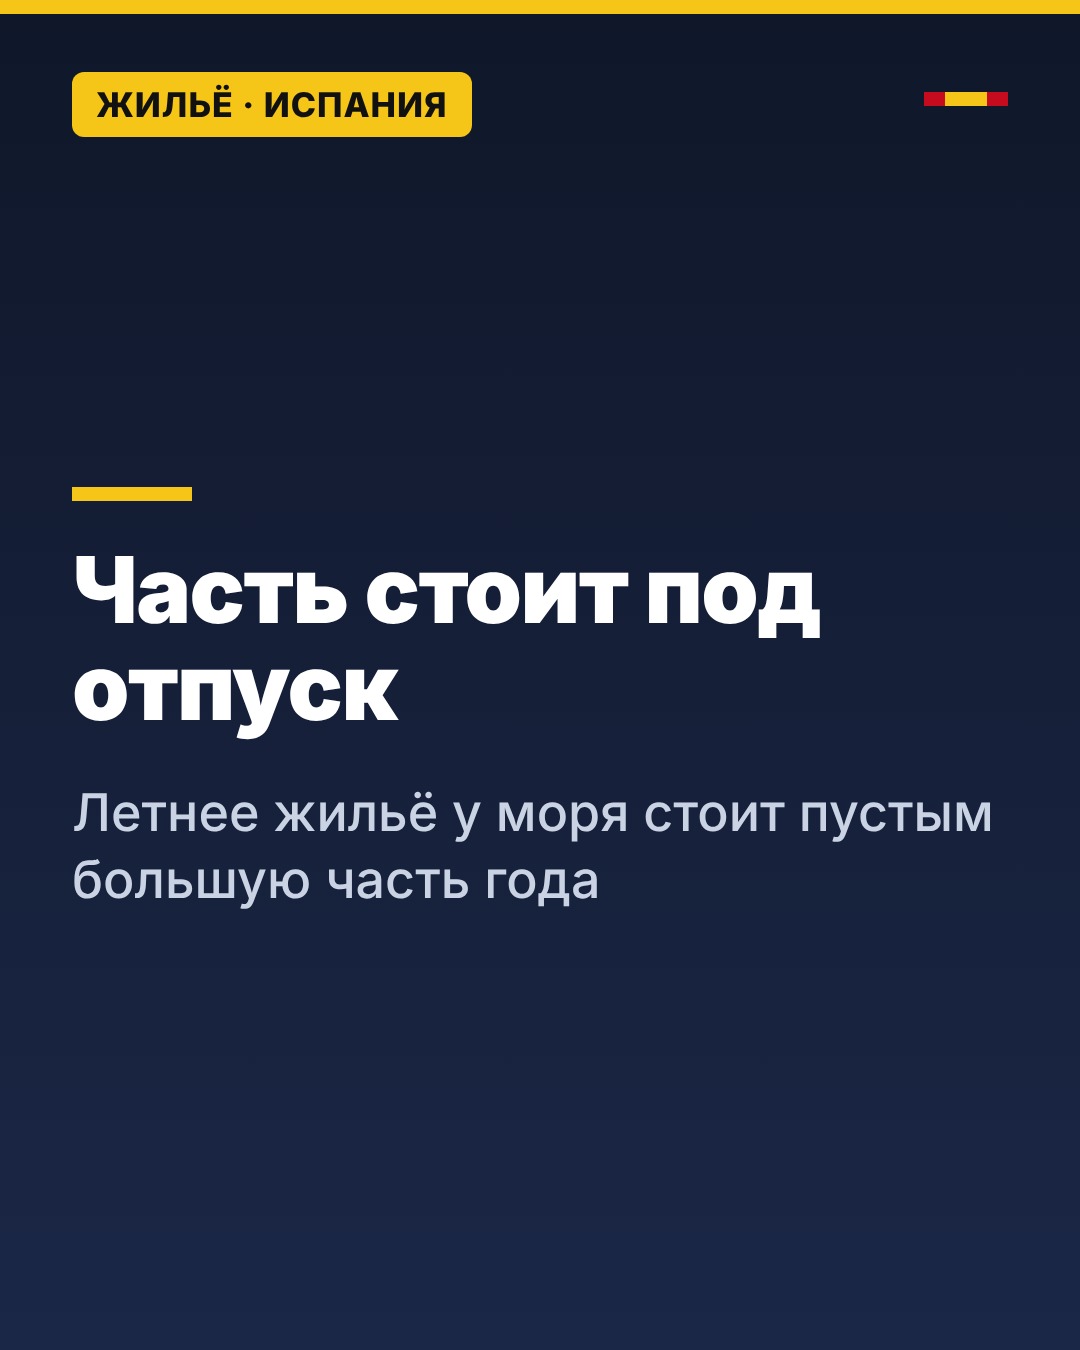 ЖИЛЬЁ · ИСПАНИЯ
Часть стоит под
отпуск
Летнее жильё у моря стоит пустым
большую часть года